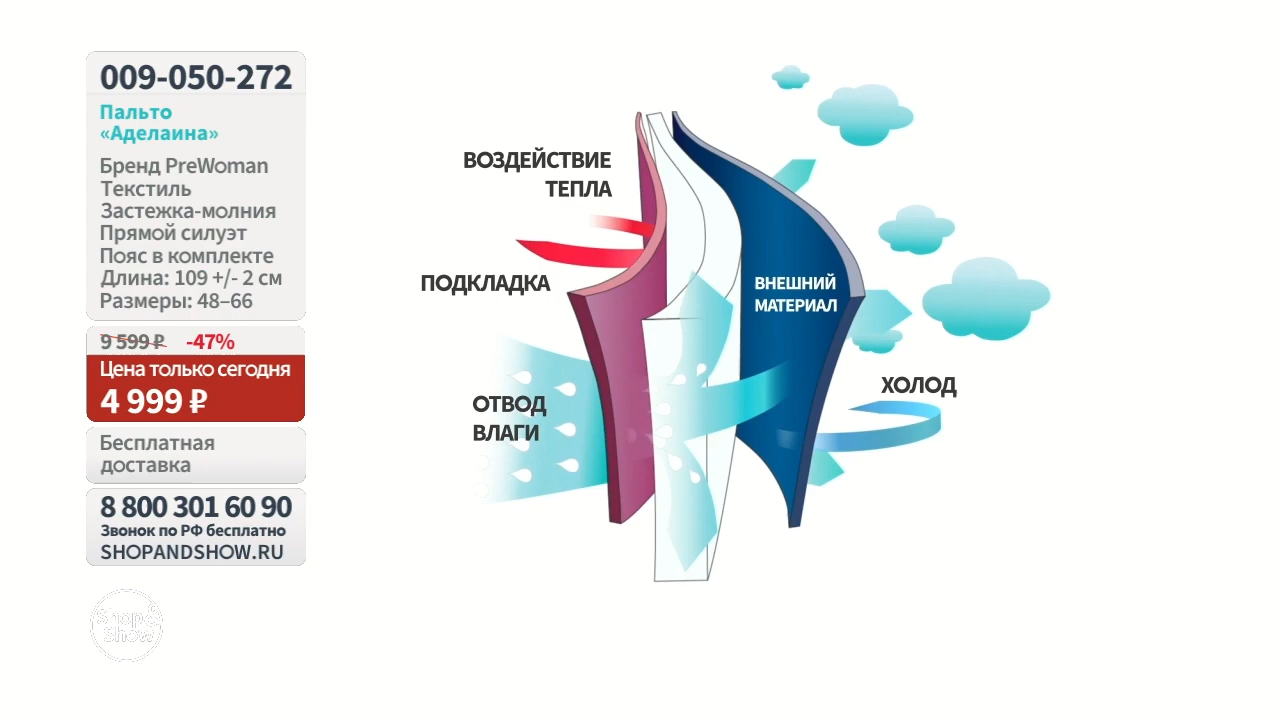 009-050-272
Пальто
«Аделаина»
Бренд PreWoman
Текстиль
Застежка-молния
Прямой силуэт
Пояс в комплекте
Длина: 109 +/- 2 см
Размеры: 48–66
9 599 ₽ -47%
Цена только сегодня
4 999 ₽
Бесплатная
доставка
8 800 301 60 90
Звонок по РФ бесплатно
SHOPANDSHOW.RU
Shop&
Show
ВОЗДЕЙСТВИЕ
ТЕПЛА
ПОДКЛАДКА
ВНЕШНИЙ
МАТЕРИАЛ
ХОЛОД
ОТВОД
ВЛАГИ